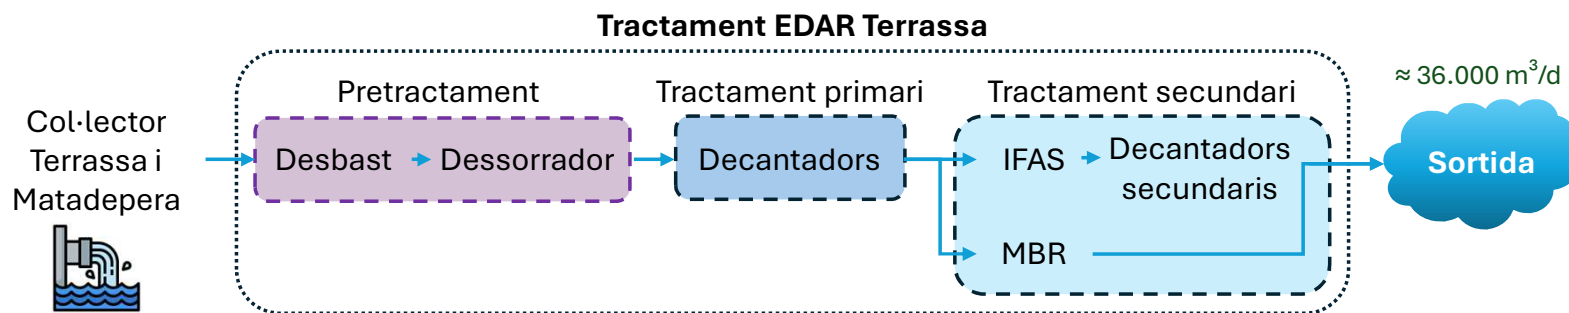 Tractament EDAR Terrassa
Col·lector
Terrassa i
Matadepera
Pretractament
Desbast
Dessorrador
Tractament primari
Decantadors
Tractament secundari
IFAS
Decantadors
secundaris
MBR
≈ 36.000 m³/d
Sortida